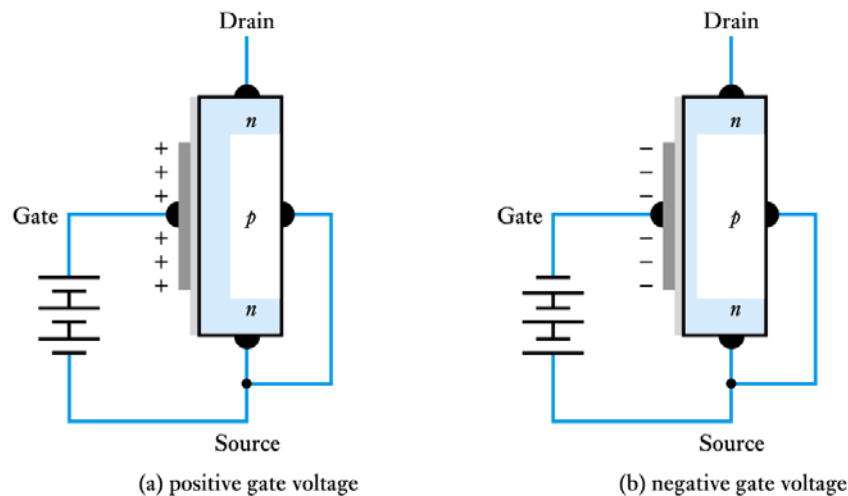 Drain Drain
n n
+ −
+ −
+ −
Gate p Gate p
+ −
+ −
+ −
n n
Source Source
(a) positive gate voltage (b) negative gate voltage